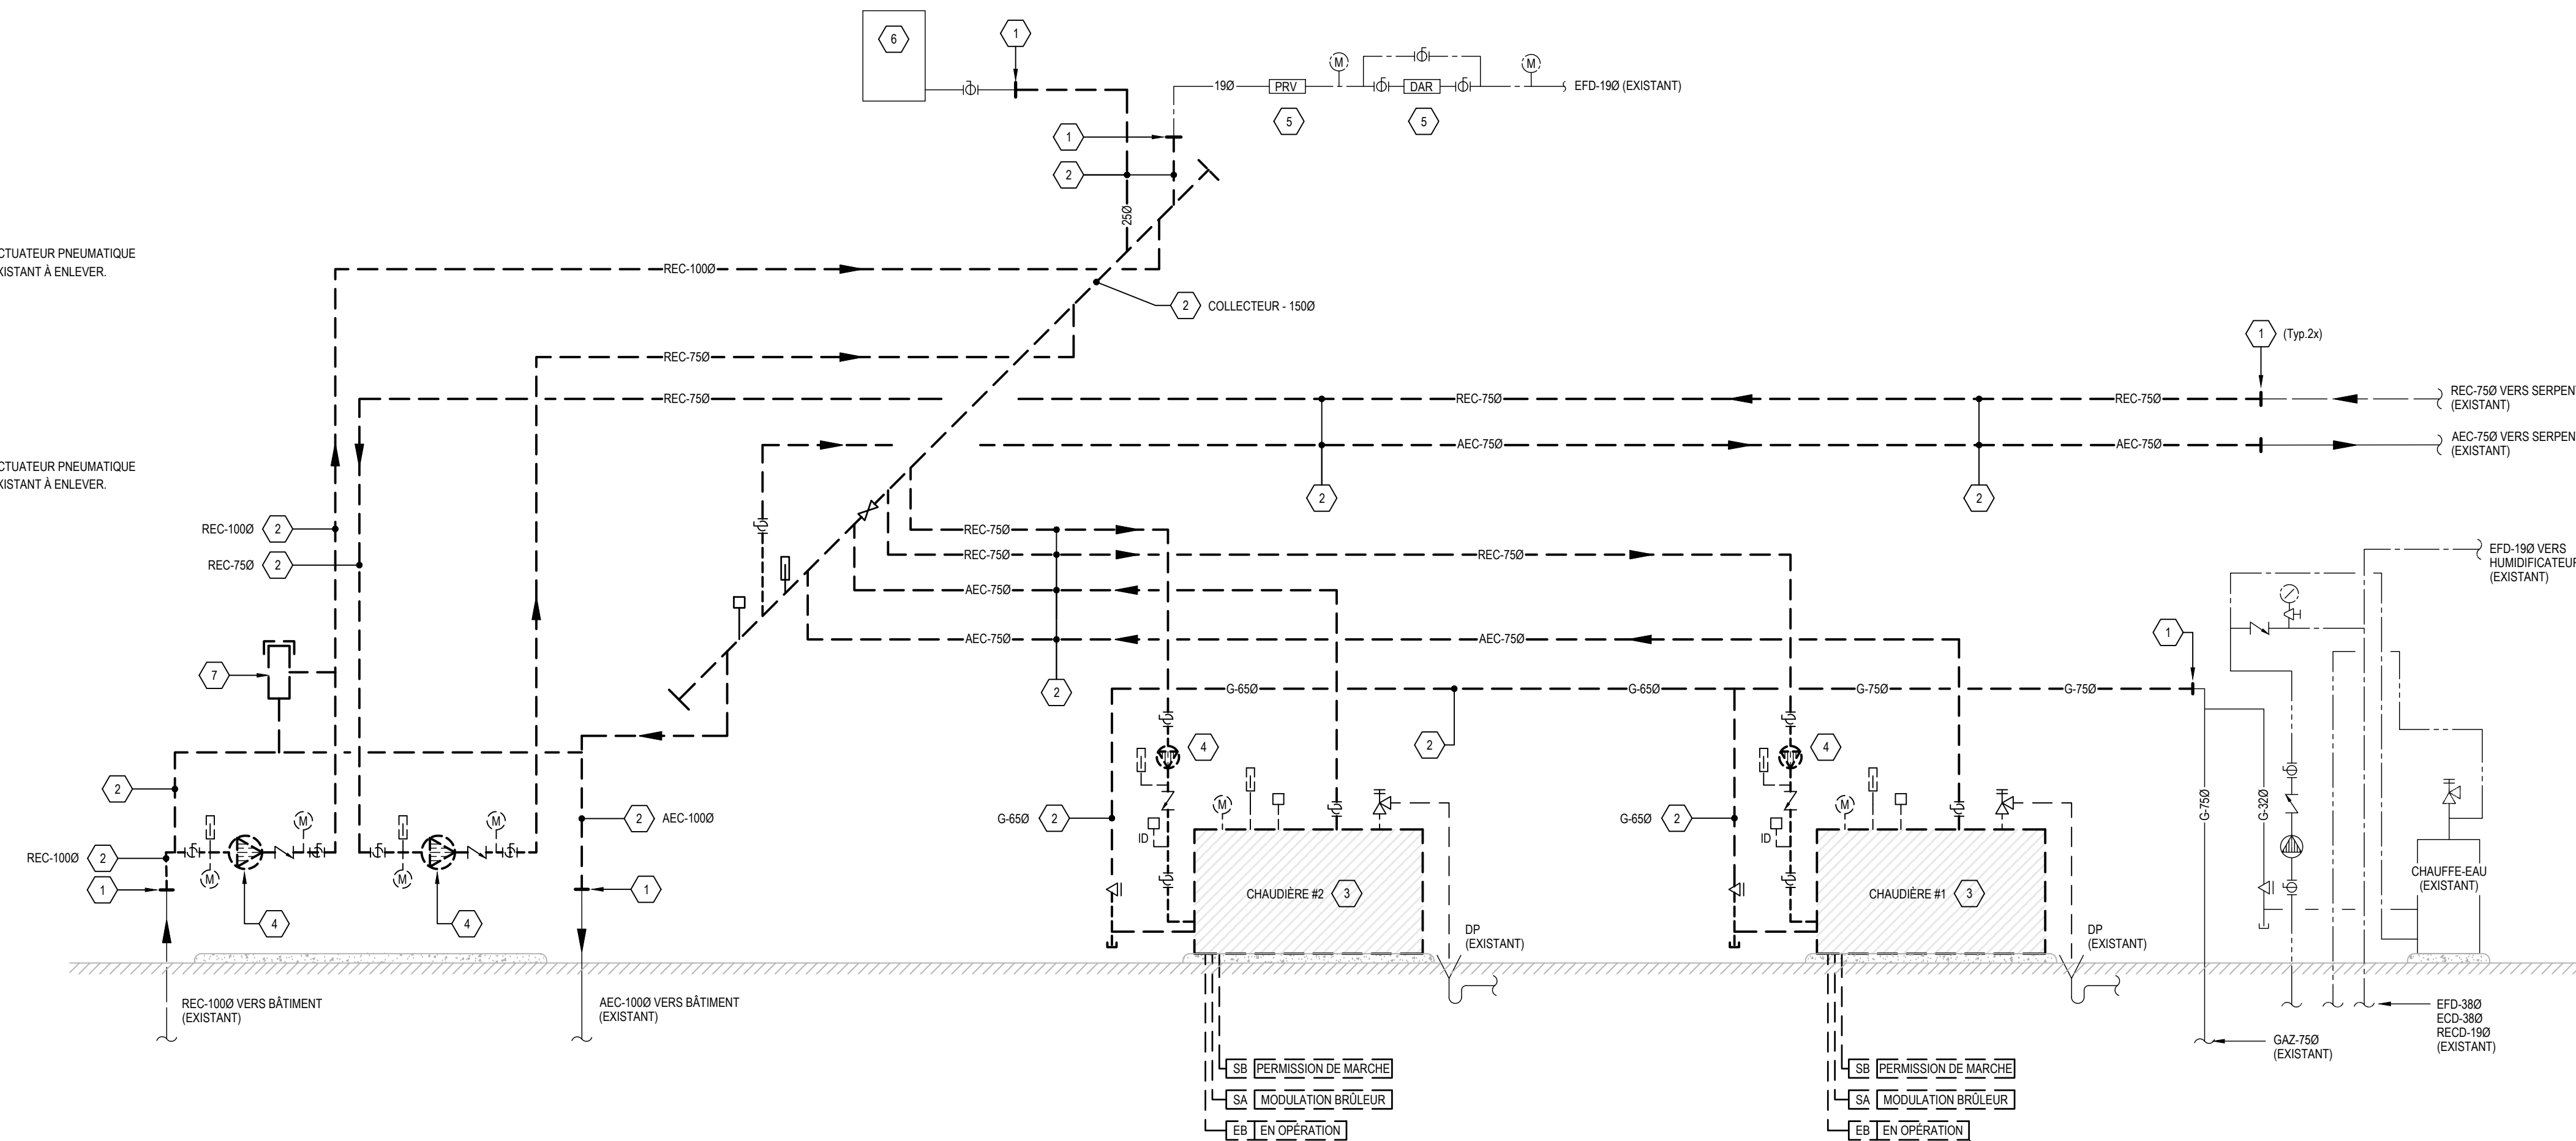 6
1
M
M
19Ø
PRV
DAR
EFD-19Ø (EXISTANT)
5
5
1
2
25Ø
CTUATEUR PNEUMATIQUE
XISTANT À ENLEVER.
REC-100Ø
2
COLLECTEUR - 150Ø
1
(Typ.2x)
REC-75Ø
REC-75Ø
REC-75Ø
REC-75Ø
REC-75Ø VERS SERPEN
(EXISTANT)
AEC-75Ø
AEC-75Ø
AEC-75Ø VERS SERPEN
(EXISTANT)
CTUATEUR PNEUMATIQUE
XISTANT À ENLEVER.
2
2
REC-100Ø
2
REC-75Ø
2
REC-75Ø
REC-75Ø
REC-75Ø
EFD-19Ø VERS
HUMIDIFICATEUR
(EXISTANT)
AEC-75Ø
AEC-75Ø
AEC-75Ø
1
7
2
G-65Ø
G-65Ø
G-75Ø
G-75Ø
4
2
4
2
M
M
M
M
G-75Ø
G-32Ø
2
AEC-100Ø
G-65Ø
2
G-65Ø
2
ID
ID
REC-100Ø
2
M
M
1
1
4
4
CHAUDIÈRE #2
3
CHAUDIÈRE #1
3
CHAUFFE-EAU
(EXISTANT)
DP
(EXISTANT)
DP
(EXISTANT)
REC-100Ø VERS BÂTIMENT
(EXISTANT)
AEC-100Ø VERS BÂTIMENT
(EXISTANT)
EFD-38Ø
ECD-38Ø
RECD-19Ø
(EXISTANT)
GAZ-75Ø
(EXISTANT)
SB PERMISSION DE MARCHE
SA MODULATION BRÛLEUR
EB EN OPÉRATION
SB PERMISSION DE MARCHE
SA MODULATION BRÛLEUR
EB EN OPÉRATION